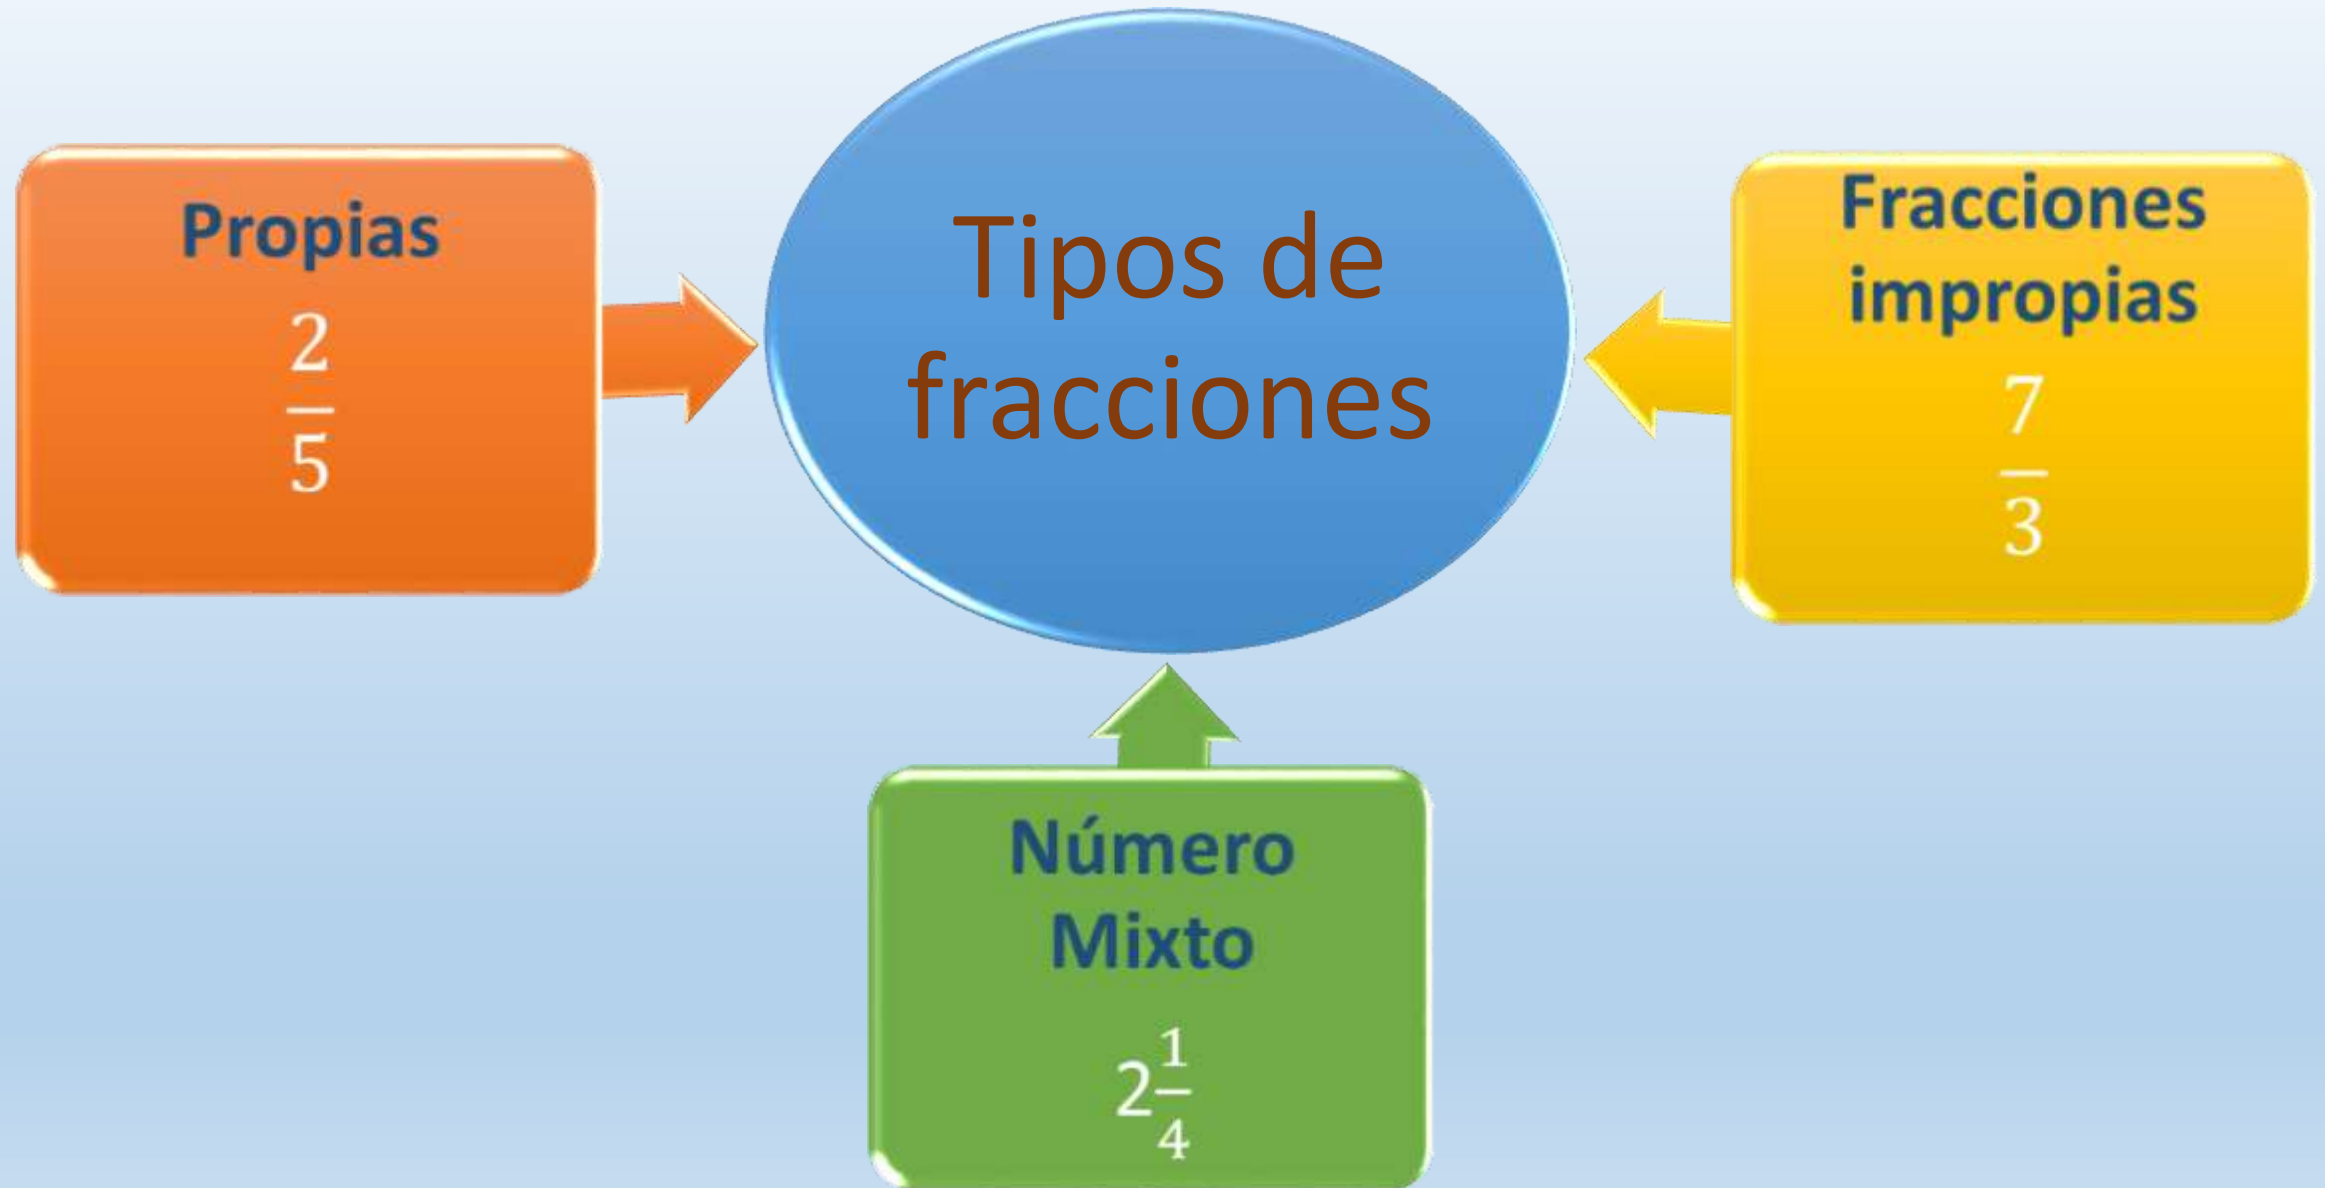 Tipos de
fracciones
Propias
2
5
Fracciones
impropias
7
3
Número
Mixto
2 1
4